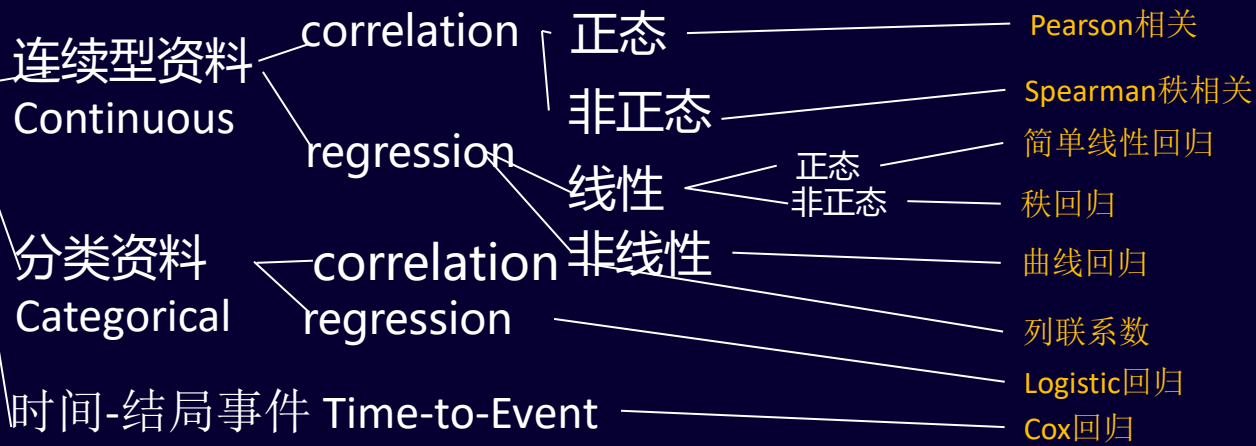 连续型资料
Continuous
correlation
正态
Pearson相关
非正态
Spearman秩相关
regression
线性
正态
简单线性回归
非正态
秩回归
非线性
曲线回归
分类资料
Categorical
correlation
列联系数
regression
Logistic回归
时间-结局事件 Time-to-Event
Cox回归